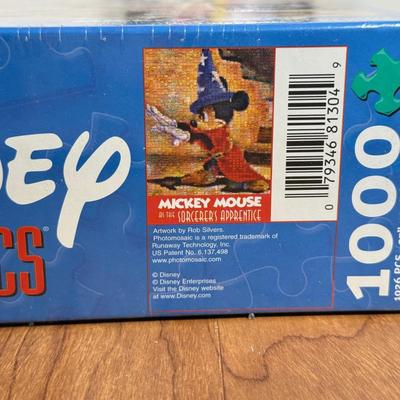 MICKEY MOUSE
AS THE SORCERER'S APPRENTICE
Artwork by Rob Silvers.
Photomosaic is a registered trademark of
Runaway Technology, Inc.
US Patent No. 6,137,498
www.photomosaic.com
© Disney
© Disney Enterprises
Visit the Disney website
at www.Disney.com
0 79346 81304 9
1000
1026 PCS